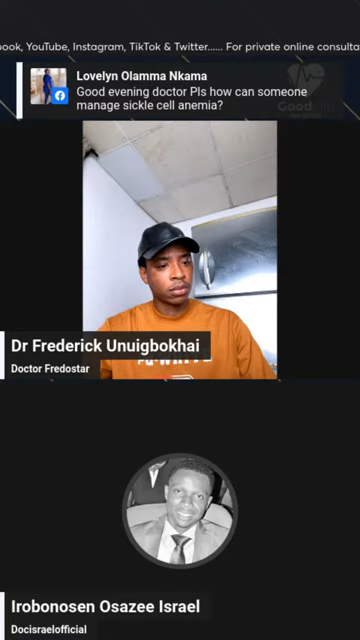 ook, YouTube, Instagram, TikTok & Twitter...... For private online consulta
Lovelyn Olamma Nkama
Good evening doctor Pls how can someone
manage sickle cell anemia?
GoodLife
Dr Frederick Unuigbokhai
Doctor Fredostar
Irobonosen Osazee Israel
Docisraelofficial